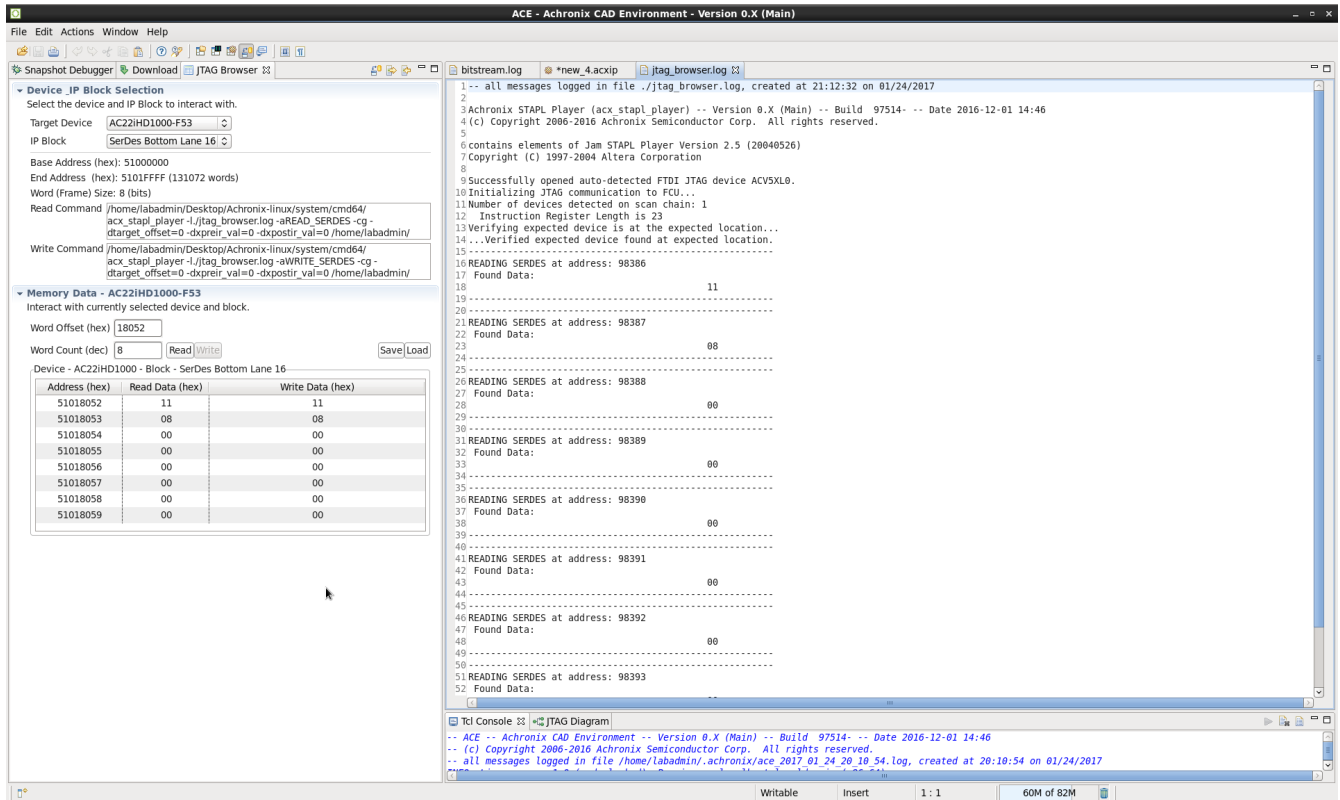 ACE - Achronix CAD Environment - Version 0.X (Main)
File Edit Actions Window Help
Snapshot Debugger Download JTAG Browser
Device _IP Block Selection
Select the device and IP Block to interact with.
Target Device AC22iHD1000-F53
IP Block SerDes Bottom Lane 16
Base Address (hex): 51000000
End Address (hex): 5101FFFF (131072 words)
Word (Frame) Size: 8 (bits)
Read Command /home/labadmin/Desktop/Achronix-linux/system/cmd64/
acx_stapl_player -l./jtag_browser.log -aREAD_SERDES -cg -
dtarget_offset=0 -dxpreir_val=0 -dxpostir_val=0 /home/labadmin/
Write Command /home/labadmin/Desktop/Achronix-linux/system/cmd64/
acx_stapl_player -l./jtag_browser.log -aWRITE_SERDES -cg -
dtarget_offset=0 -dxpreir_val=0 -dxpostir_val=0 /home/labadmin/
Memory Data - AC22iHD1000-F53
Interact with currently selected device and block.
Word Offset (hex) 18052
Word Count (dec) 8 Read Write Save Load
Device - AC22iHD1000 - Block - SerDes Bottom Lane 16
Address (hex) Read Data (hex) Write Data (hex)
51018052 11 11
51018053 08 08
51018054 00 00
51018055 00 00
51018056 00 00
51018057 00 00
51018058 00 00
51018059 00 00
bitstream.log *new_4.acxip jtag_browser.log
1 -- all messages logged in file ./jtag_browser.log, created at 21:12:32 on 01/24/2017
2
3 Achronix STAPL Player (acx_stapl_player) -- Version 0.X (Main) -- Build 97514- -- Date 2016-12-01 14:46
4 (c) Copyright 2006-2016 Achronix Semiconductor Corp. All rights reserved.
5
6 contains elements of Jam STAPL Player Version 2.5 (20040526)
7 Copyright (C) 1997-2004 Altera Corporation
8
9 Successfully opened auto-detected FTDI JTAG device ACV5XL0.
10 Initializing JTAG communication to FCU...
11 Number of devices detected on scan chain: 1
12 Instruction Register Length is 23
13 Verifying expected device is at the expected location...
14 ...Verified expected device found at expected location.
15 ---------------------------------------------------
16 READING SERDES at address: 98386
17 Found Data:
18 11
19 ---------------------------------------------------
20 ---------------------------------------------------
21 READING SERDES at address: 98387
22 Found Data:
23 08
24 ---------------------------------------------------
25 ---------------------------------------------------
26 READING SERDES at address: 98388
27 Found Data:
28 00
29 ---------------------------------------------------
30 ---------------------------------------------------
31 READING SERDES at address: 98389
32 Found Data:
33 00
34 ---------------------------------------------------
35 ---------------------------------------------------
36 READING SERDES at address: 98390
37 Found Data:
38 00
39 ---------------------------------------------------
40 ---------------------------------------------------
41 READING SERDES at address: 98391
42 Found Data:
43 00
44 ---------------------------------------------------
45 ---------------------------------------------------
46 READING SERDES at address: 98392
47 Found Data:
48 00
49 ---------------------------------------------------
50 ---------------------------------------------------
51 READING SERDES at address: 98393
52 Found Data:
Tcl Console JTAG Diagram
-- ACE -- Achronix CAD Environment -- Version 0.X (Main) -- Build 97514- -- Date 2016-12-01 14:46
-- (c) Copyright 2006-2016 Achronix Semiconductor Corp. All rights reserved.
-- all messages logged in file /home/labadmin/.achronix/ace_2017_01_24_20_10_54.log, created at 20:10:54 on 01/24/2017
Writable Insert 1 : 1 60M of 82M